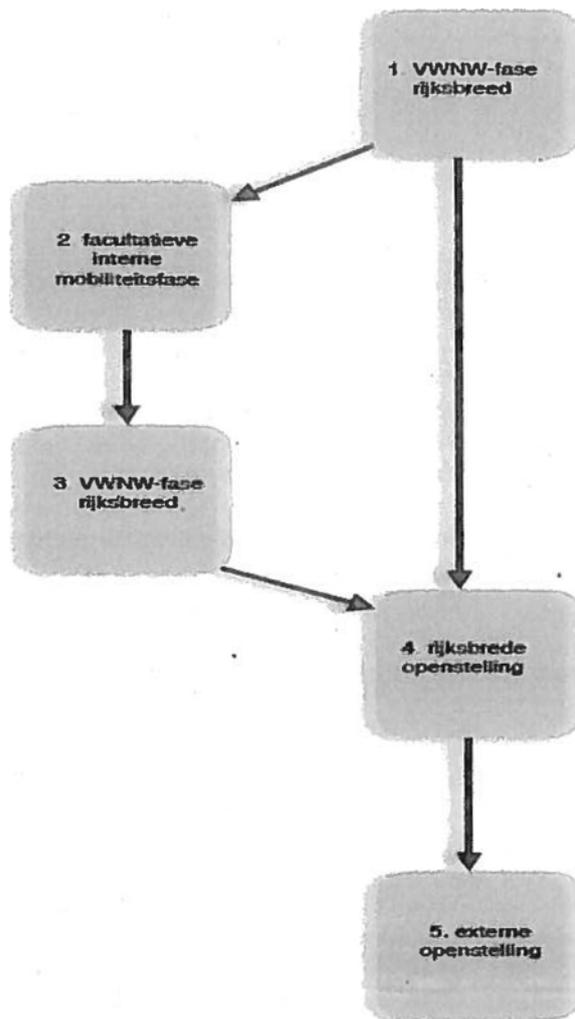 1. VWNW-fase
rijksbreed
2. facultatieve
interne
mobiliteitsfase
3. VWNW-fase
rijksbreed
4. rijksbrede
openstelling
5. externe
openstelling